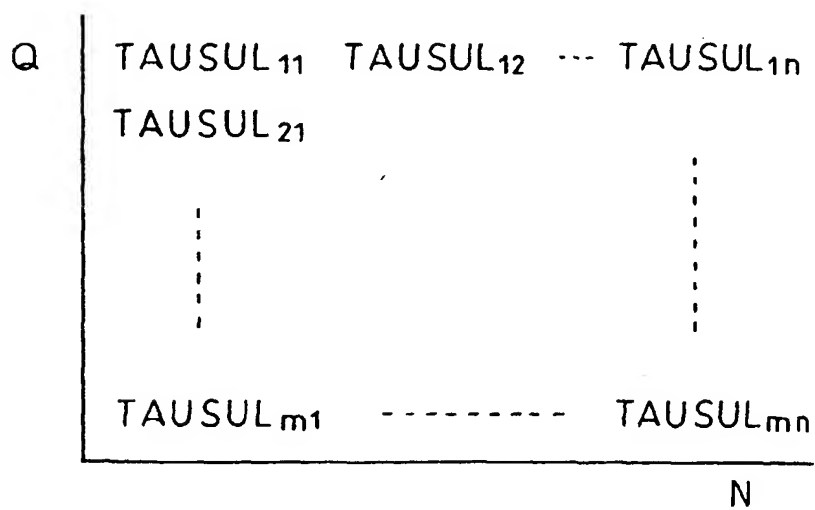 Q TAUSUL11 TAUSUL12 --- TAUSUL1n
TAUSUL21
TAUSULm1 --------- TAUSULmn
N